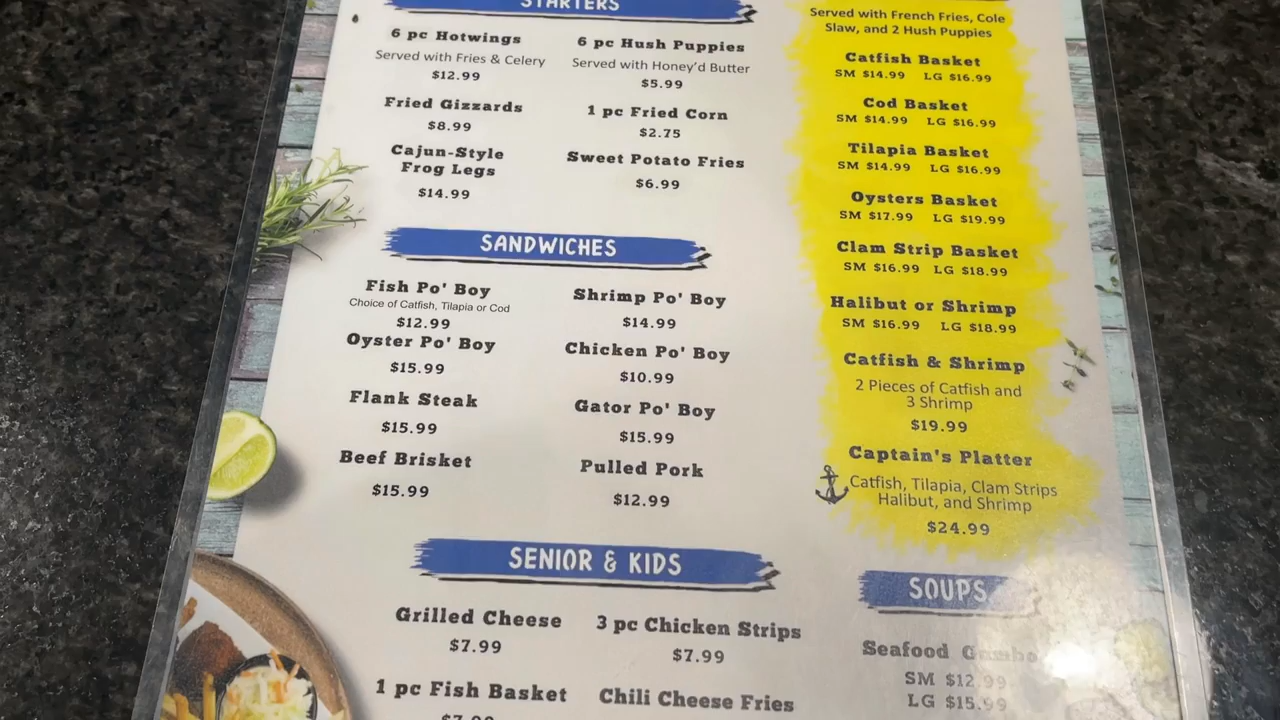 STARTERS
6 pc Hotwings
Served with Fries & Celery
$12.99
Fried Gizzards
$8.99
Cajun-Style
Frog Legs
$14.99
6 pc Hush Puppies
Served with Honey'd Butter
$5.99
1 pc Fried Corn
$2.75
Sweet Potato Fries
$6.99
SANDWICHES
Fish Po' Boy
Choice of Catfish, Tilapia or Cod
$12.99
Oyster Po' Boy
$15.99
Flank Steak
$15.99
Beef Brisket
$15.99
Shrimp Po' Boy
$14.99
Chicken Po' Boy
$10.99
Gator Po' Boy
$15.99
Pulled Pork
$12.99
SENIOR & KIDS
Grilled Cheese
$7.99
1 pc Fish Basket
$7.99
3 pc Chicken Strips
$7.99
Chili Cheese Fries
Served with French Fries, Cole
Slaw, and 2 Hush Puppies
Catfish Basket
SM $14.99 LG $16.99
Cod Basket
SM $14.99 LG $16.99
Tilapia Basket
SM $14.99 LG $16.99
Oysters Basket
SM $17.99 LG $19.99
Clam Strip Basket
SM $16.99 LG $18.99
Halibut or Shrimp
SM $16.99 LG $18.99
Catfish & Shrimp
2 Pieces of Catfish and
3 Shrimp
$19.99
Captain's Platter
Catfish, Tilapia, Clam Strips
Halibut, and Shrimp
$24.99
SOUPS
Seafood Gumbo
SM $12.99
LG $15.99